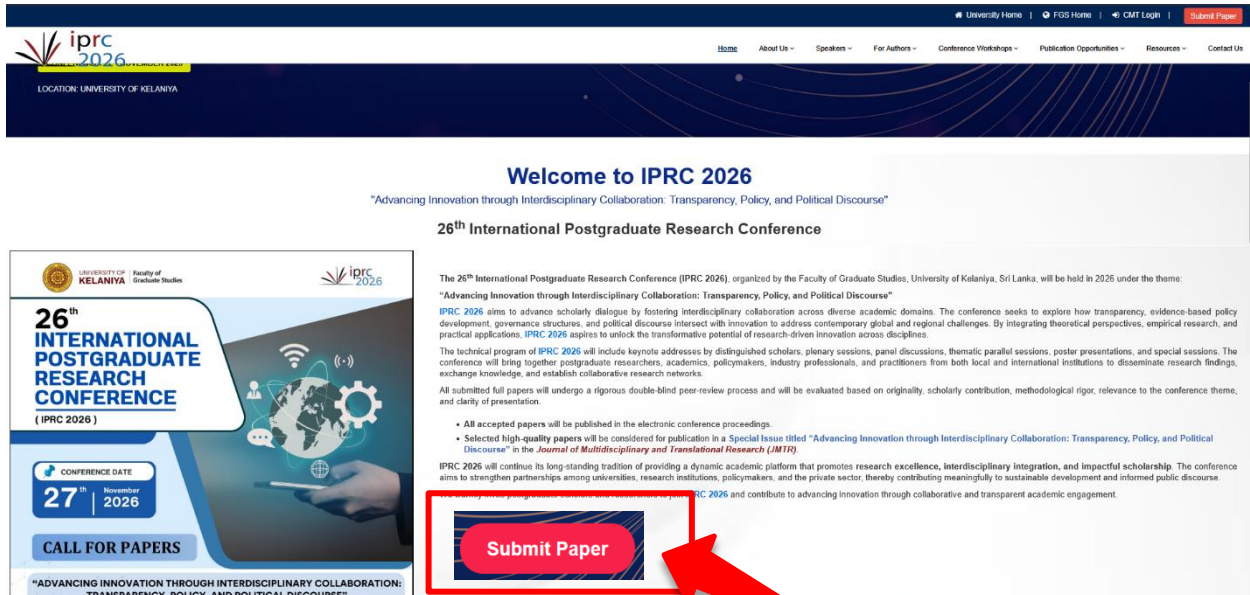 University Home | FGS Home | CMT Login | Submit Paper
iprc
2026
Home About Us Speakers For Authors Conference Workshops Publication Opportunities Resources Contact Us
LOCATION: UNIVERSITY OF KELANIYA
Welcome to IPRC 2026
"Advancing Innovation through Interdisciplinary Collaboration: Transparency, Policy, and Political Discourse"
26th International Postgraduate Research Conference
UNIVERSITY OF KELANIYA Faculty of Graduate Studies
iprc
2026
26th
INTERNATIONAL
POSTGRADUATE
RESEARCH
CONFERENCE
( IPRC 2026 )
CONFERENCE DATE
27th November 2026
CALL FOR PAPERS
"ADVANCING INNOVATION THROUGH INTERDISCIPLINARY COLLABORATION:
TRANSPARENCY, POLICY, AND POLITICAL DISCOURSE"
The 26th International Postgraduate Research Conference (IPRC 2026), organized by the Faculty of Graduate Studies, University of Kelaniya, Sri Lanka, will be held in 2026 under the theme:
"Advancing Innovation through Interdisciplinary Collaboration: Transparency, Policy, and Political Discourse"
IPRC 2026 aims to advance scholarly dialogue by fostering interdisciplinary collaboration across diverse academic domains. The conference seeks to explore how transparency, evidence-based policy
development, governance structures, and political discourse intersect with innovation to address contemporary global and regional challenges. By integrating theoretical perspectives, empirical research, and
practical applications, IPRC 2026 aspires to unlock the transformative potential of research-driven innovation across disciplines.
The technical program of IPRC 2026 will include keynote addresses by distinguished scholars, plenary sessions, panel discussions, thematic parallel sessions, poster presentations, and special sessions. The
conference will bring together postgraduate researchers, academics, policymakers, industry professionals, and practitioners from both local and international institutions to disseminate research findings,
exchange knowledge, and establish collaborative research networks.
All submitted full papers will undergo a rigorous double-blind peer-review process and will be evaluated based on originality, scholarly contribution, methodological rigor, relevance to the conference theme,
and clarity of presentation.
• All accepted papers will be published in the electronic conference proceedings.
• Selected high-quality papers will be considered for publication in a Special Issue titled "Advancing Innovation through Interdisciplinary Collaboration: Transparency, Policy, and Political
Discourse" in the Journal of Multidisciplinary and Translational Research (JMTR).
IPRC 2026 will continue its long-standing tradition of providing a dynamic academic platform that promotes research excellence, interdisciplinary integration, and impactful scholarship. The conference
aims to strengthen partnerships among universities, research institutions, policymakers, and the private sector, thereby contributing meaningfully to sustainable development and informed public discourse.
2026 and contribute to advancing innovation through collaborative and transparent academic engagement.
Submit Paper